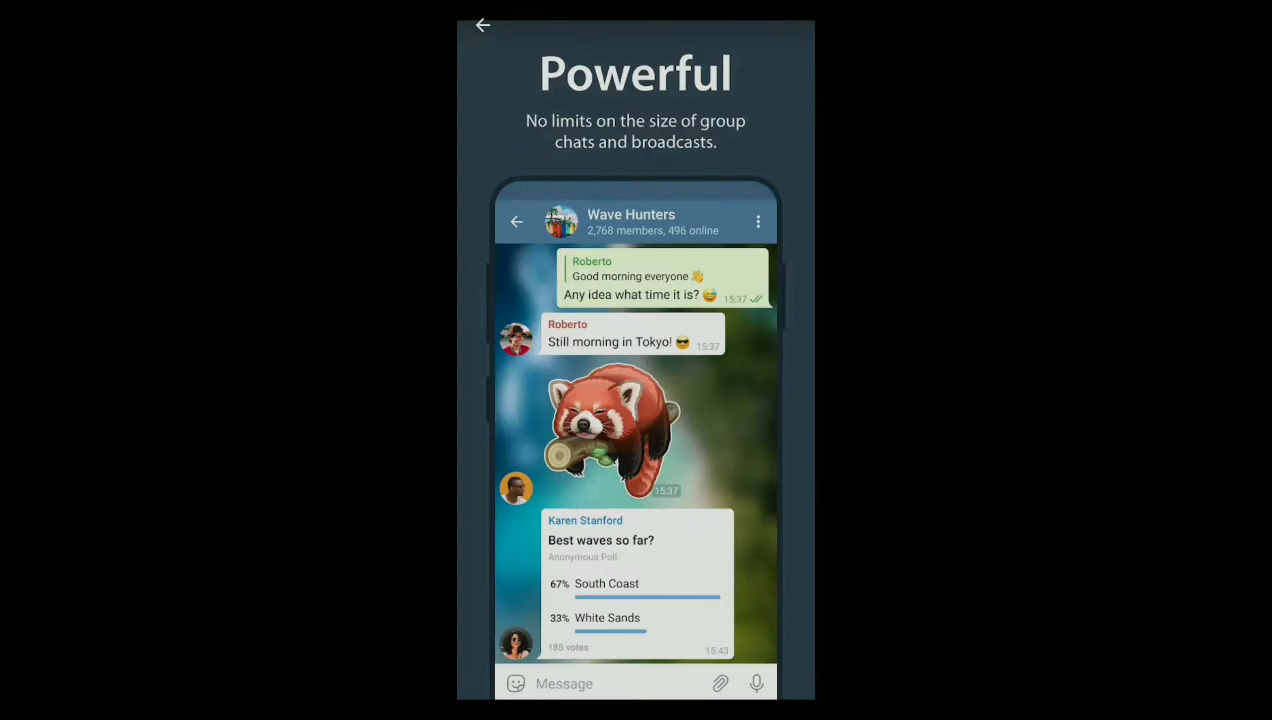 Powerful
No limits on the size of group
chats and broadcasts.
Wave Hunters
2,768 members, 496 online
Roberto
Good morning everyone 👋
Any idea what time it is? 😅 15:37
Roberto
Still morning in Tokyo! 😎 15:37
15:37
Karen Stanford
Best waves so far?
Anonymous Poll
67% South Coast
33% White Sands
185 votes 15:43
Message